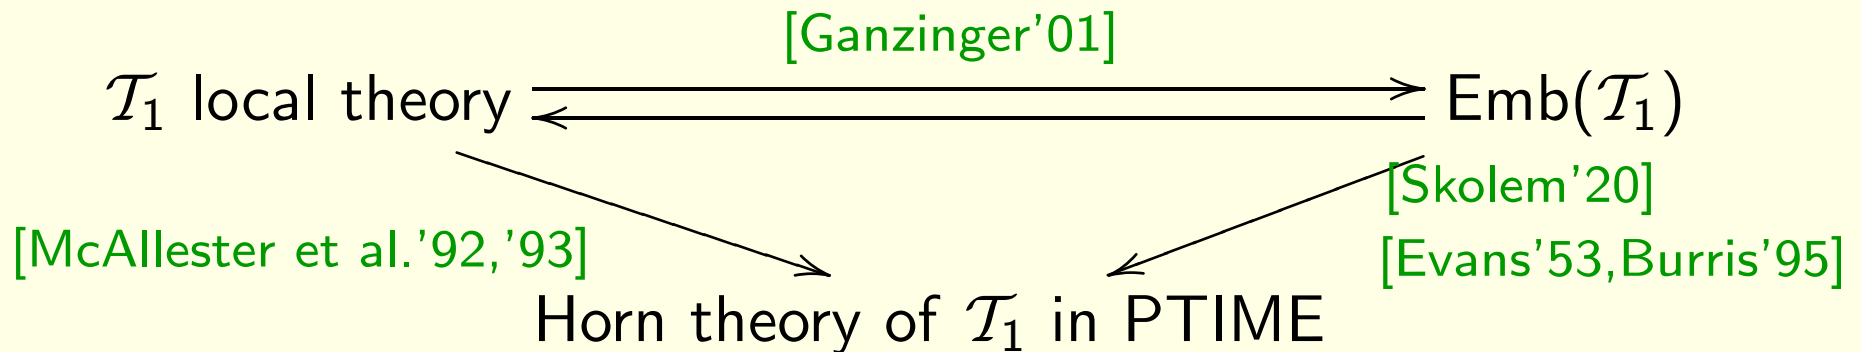 [Ganzinger'01]
𝒯₁ local theory
Emb(𝒯₁)
[Skolem'20]
[McAllester et al.'92,'93]
[Evans'53,Burris'95]
Horn theory of 𝒯₁ in PTIME